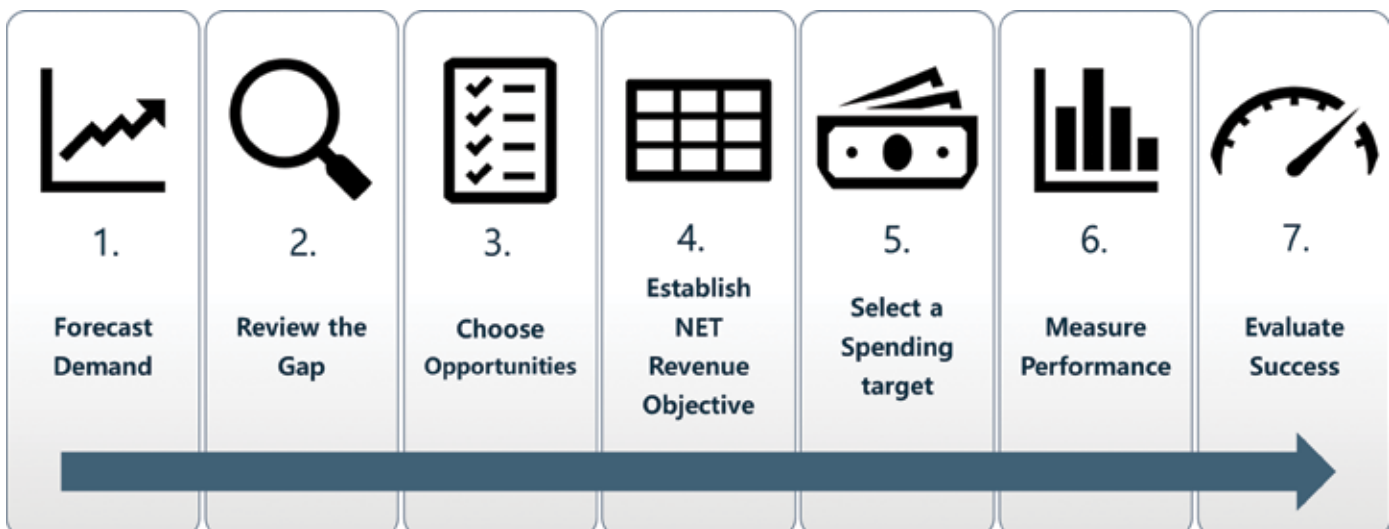 1.
Forecast
Demand
2.
Review the
Gap
3.
Choose
Opportunities
4.
Establish
NET
Revenue
Objective
5.
Select a
Spending
target
6.
Measure
Performance
7.
Evaluate
Success